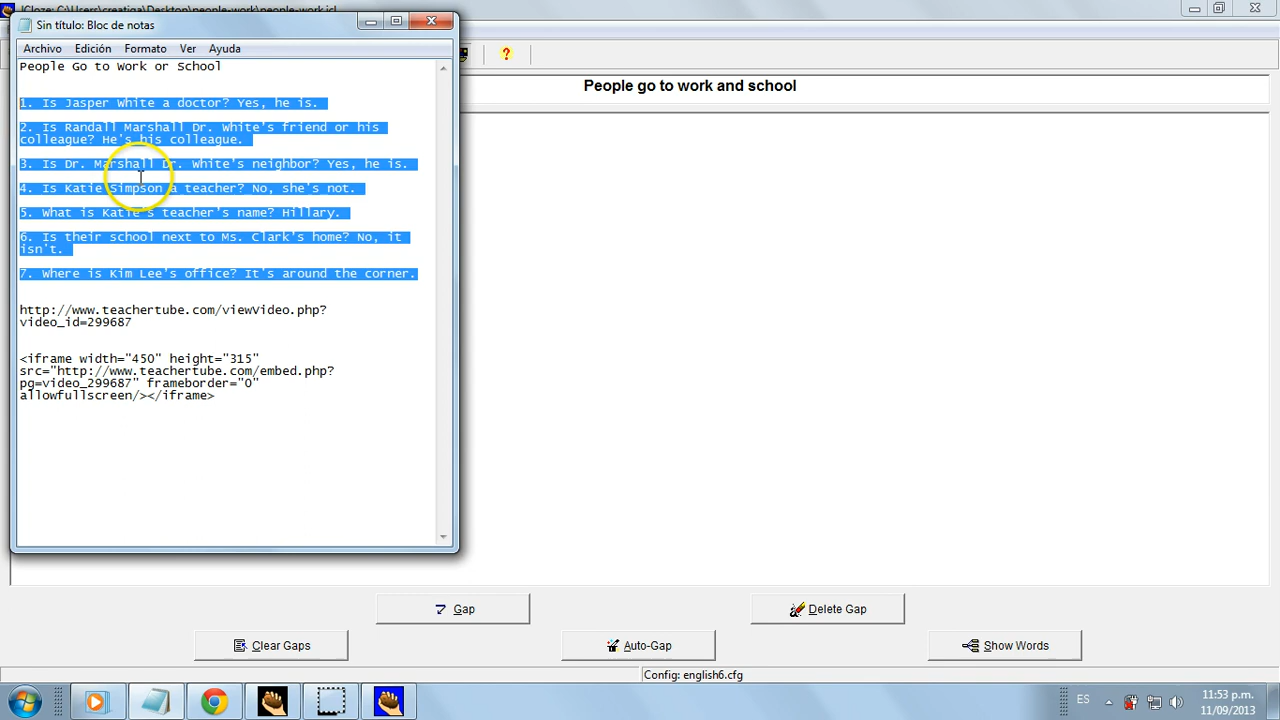 JCloze: C:\Users\creatiga\Desktop\people-work\people-work.jcl
Sin título: Bloc de notas
Archivo Edición Formato Ver Ayuda
People Go to Work or School
1. Is Jasper White a doctor? Yes, he is.
2. Is Randall Marshall Dr. White's friend or his
colleague? He's his colleague.
3. Is Dr. Marshall Dr. White's neighbor? Yes, he is.
4. Is Katie Simpson a teacher? No, she's not.
5. What is Katie's teacher's name? Hillary.
6. Is their school next to Ms. Clark's home? No, it
isn't.
7. Where is Kim Lee's office? It's around the corner.
http://www.teachertube.com/viewVideo.php?
video_id=299687
<iframe width="450" height="315"
src="http://www.teachertube.com/embed.php?
pg=video_299687" frameborder="0"
allowfullscreen/></iframe>
?
People go to work and school
Gap
Delete Gap
Clear Gaps
Auto-Gap
Show Words
Config: english6.cfg
ES
11:53 p.m.
11/09/2013